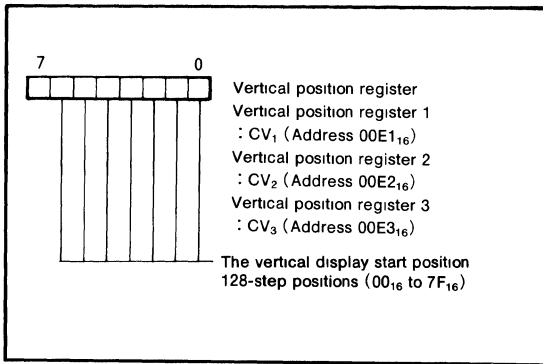 7 0
Vertical position register
Vertical position register 1
: CV₁ (Address 00E1₁₆)
Vertical position register 2
: CV₂ (Address 00E2₁₆)
Vertical position register 3
: CV₃ (Address 00E3₁₆)
The vertical display start position
128-step positions (00₁₆ to 7F₁₆)